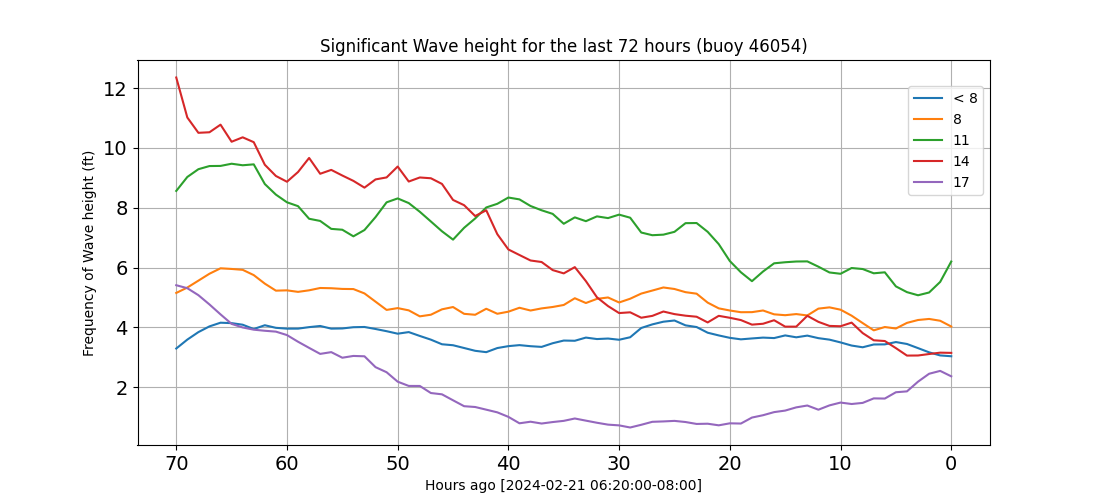 Significant Wave height for the last 72 hours (buoy 46054)
Frequency of Wave height (ft)
12
10
8
6
4
2
< 8
8
11
14
17
70 60 50 40 30 20 10 0
Hours ago [2024-02-21 06:20:00-08:00]